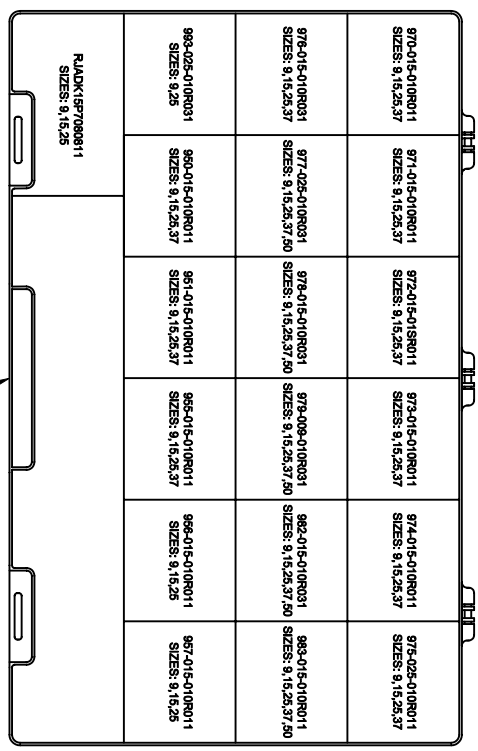 970-015-010R011
SIZES: 9,15,25,37
971-015-010R011
SIZES: 9,15,25,37
972-015-01SR011
SIZES: 9,15,25,37
973-015-010R011
SIZES: 9,15,25,37
974-015-010R011
SIZES: 9,15,25,37
975-025-010R011
SIZES: 9,15,25,37
976-015-010R031
SIZES: 9,15,25,37
977-025-010R031
SIZES: 9,15,25,37,50
978-015-010R031
SIZES: 9,15,25,37,50
979-009-010R031
SIZES: 9,15,25,37,50
982-015-010R031
SIZES: 9,15,25,37,50
983-015-010R011
SIZES: 9,15,25,37,50
993-025-010R031
SIZES: 9,25
950-015-010R011
SIZES: 9,15,25,37
951-015-010R011
SIZES: 9,15,25,37
955-015-010R011
SIZES: 9,15,25,37
956-015-010R011
SIZES: 9,15,25
957-015-010R011
SIZES: 9,15,25
RJADK15P7080811
SIZES: 9,15,25